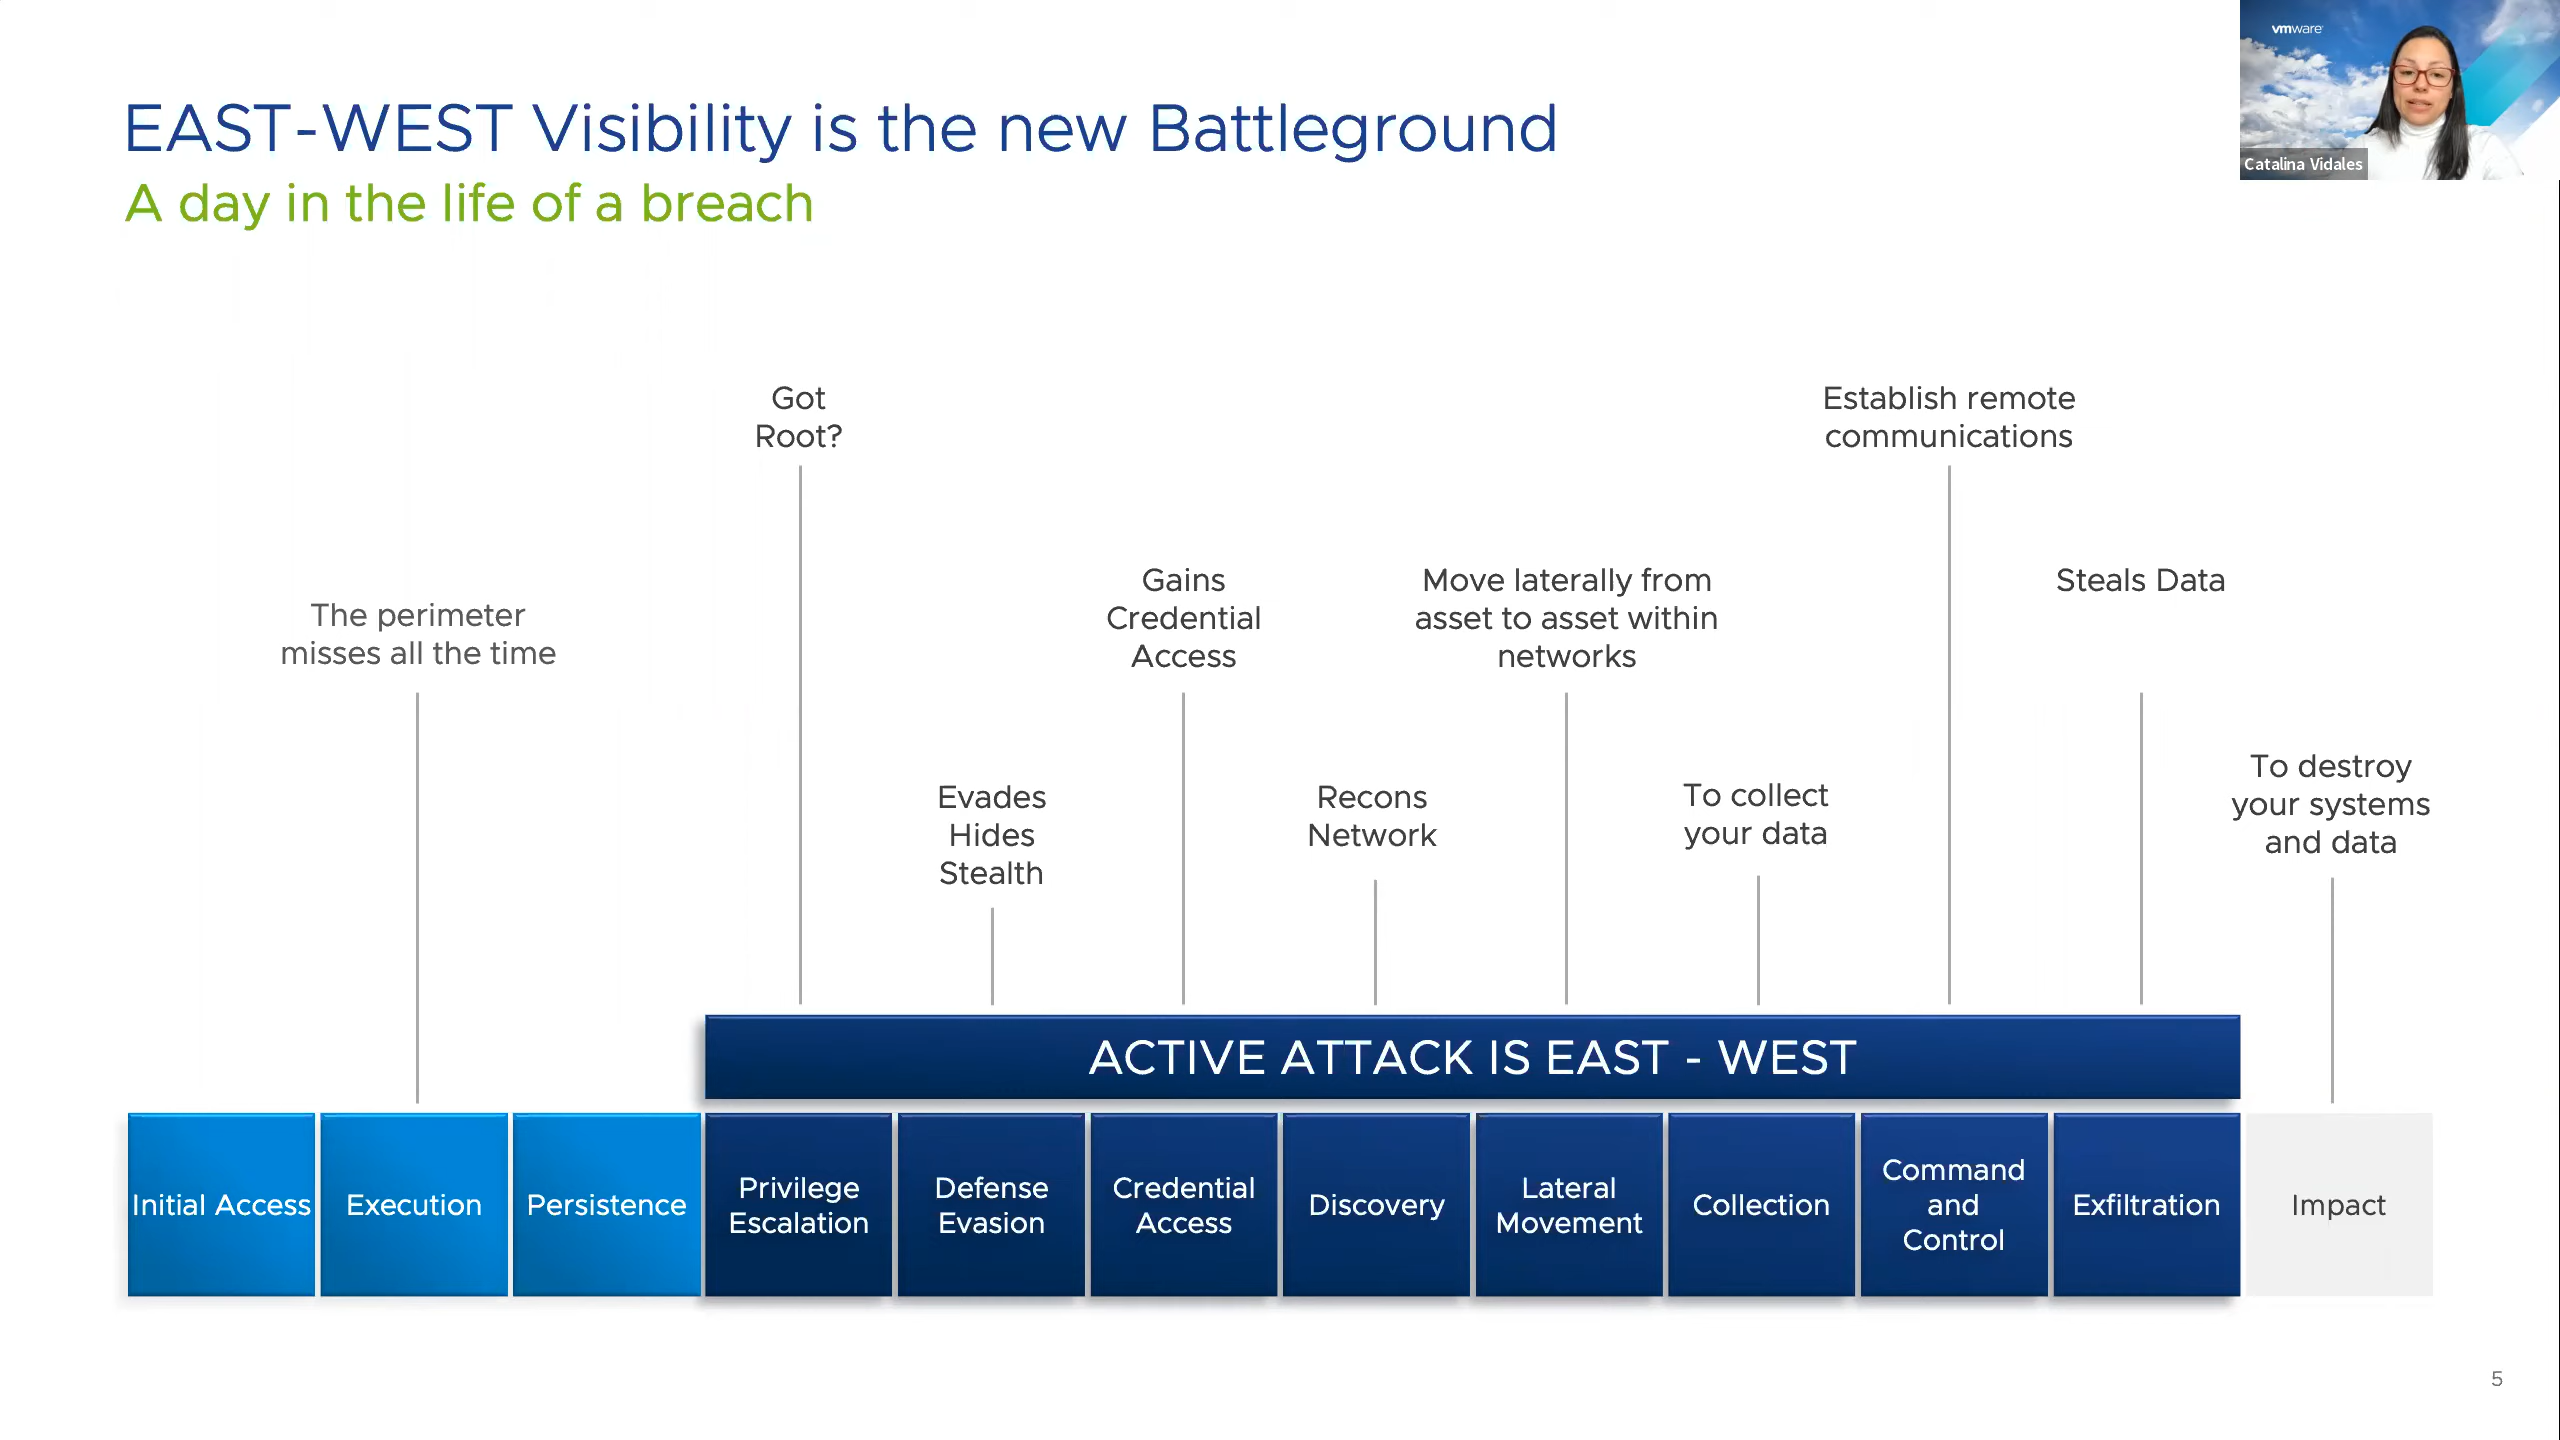 vmware
Catalina Vidales
EAST-WEST Visibility is the new Battleground
A day in the life of a breach
The perimeter
misses all the time
Got
Root?
Evades
Hides
Stealth
Gains
Credential
Access
Recons
Network
Move laterally from
asset to asset within
networks
To collect
your data
Establish remote
communications
Steals Data
To destroy
your systems
and data
ACTIVE ATTACK IS EAST - WEST
Initial Access
Execution
Persistence
Privilege
Escalation
Defense
Evasion
Credential
Access
Discovery
Lateral
Movement
Collection
Command
and
Control
Exfiltration
Impact
5